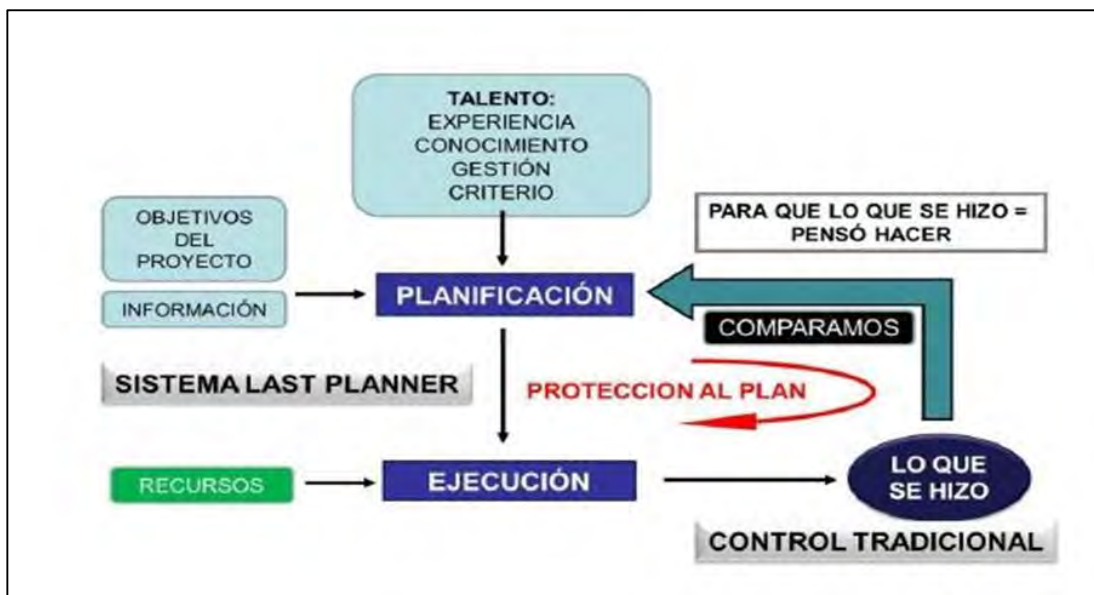 TALENTO:
EXPERIENCIA
CONOCIMIENTO
GESTIÓN
CRITERIO
OBJETIVOS
DEL
PROYECTO
INFORMACIÓN
PLANIFICACIÓN
PARA QUE LO QUE SE HIZO =
PENSÓ HACER
COMPARAMOS
SISTEMA LAST PLANNER
PROTECCION AL PLAN
RECURSOS
EJECUCIÓN
LO QUE
SE HIZO
CONTROL TRADICIONAL